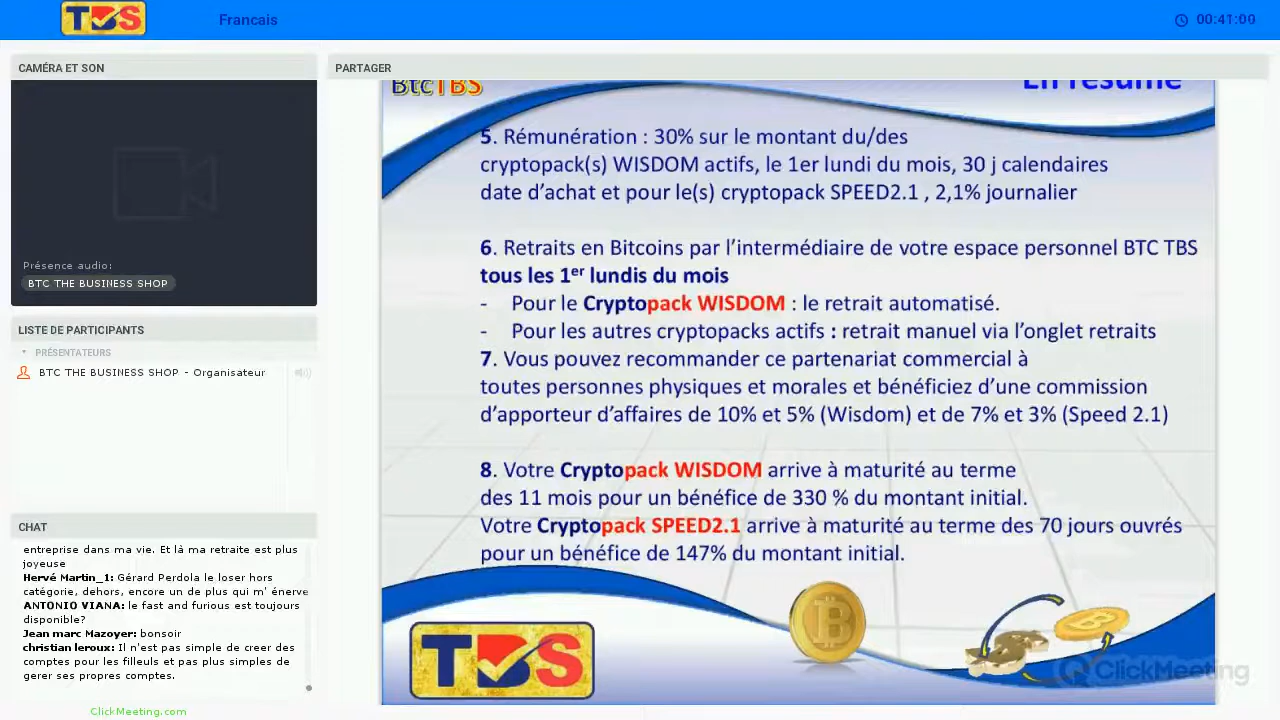 TBS
Francais
00:41:00
CAMÉRA ET SON
Présence audio:
BTC THE BUSINESS SHOP
LISTE DE PARTICIPANTS
PRÉSENTATEURS
BTC THE BUSINESS SHOP - Organisateur
CHAT
entreprise dans ma vie. Et là ma retraite est plus
joyeuse
Hervé Martin_1: Gérard Perdola le loser hors
catégorie, dehors, encore un de plus qui m' énerve
ANTONIO VIANA: le fast and furious est toujours
disponible?
Jean marc Mazoyer: bonsoir
christian leroux: Il n'est pas simple de creer des
comptes pour les filleuls et pas plus simples de
gerer ses propres comptes.
ClickMeeting.com
PARTAGER
BtcTBS
En résumé
5. Rémunération : 30% sur le montant du/des
cryptopack(s) WISDOM actifs, le 1er lundi du mois, 30 j calendaires
date d'achat et pour le(s) cryptopack SPEED2.1 , 2,1% journalier
6. Retraits en Bitcoins par l'intermédiaire de votre espace personnel BTC TBS
tous les 1er lundis du mois
- Pour le Cryptopack WISDOM : le retrait automatisé.
- Pour les autres cryptopacks actifs : retrait manuel via l'onglet retraits
7. Vous pouvez recommander ce partenariat commercial à
toutes personnes physiques et morales et bénéficiez d'une commission
d'apporteur d'affaires de 10% et 5% (Wisdom) et de 7% et 3% (Speed 2.1)
8. Votre Cryptopack WISDOM arrive à maturité au terme
des 11 mois pour un bénéfice de 330 % du montant initial.
Votre Cryptopack SPEED2.1 arrive à maturité au terme des 70 jours ouvrés
pour un bénéfice de 147% du montant initial.
TBS
ClickMeeting